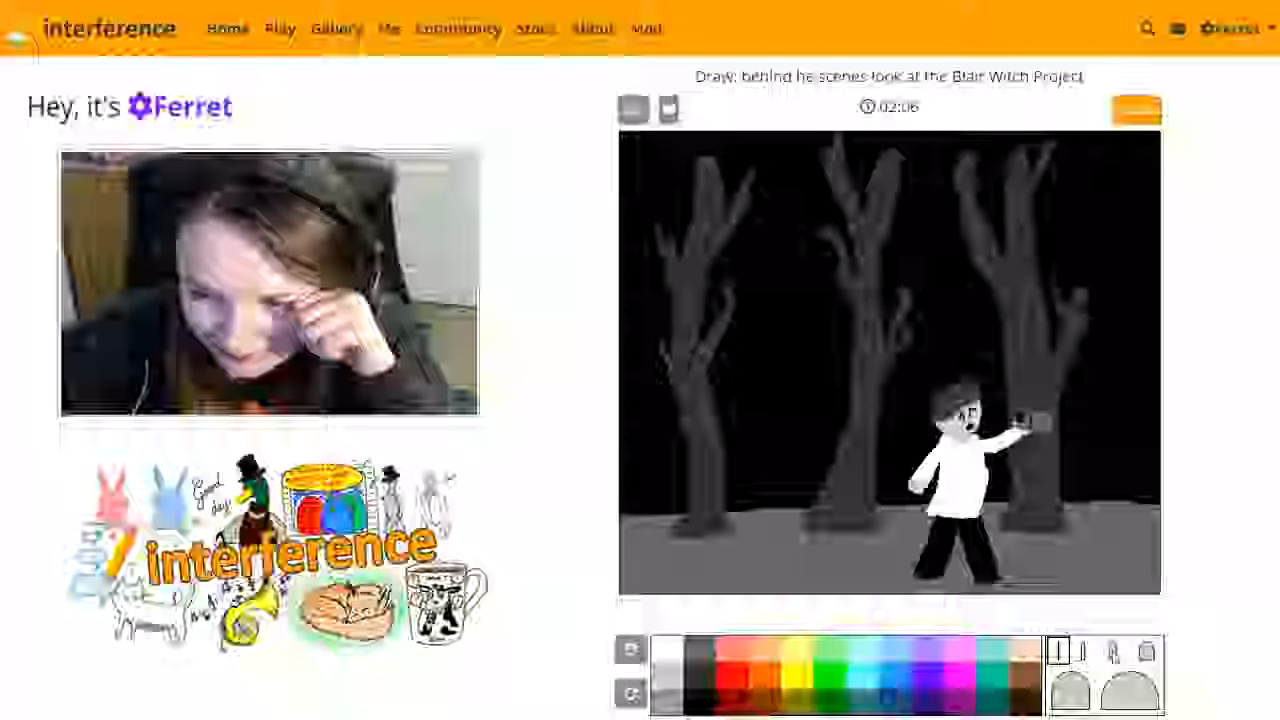 interference Home Play Gallery Me Community Stats About Mod Ferret
Draw: behind he scenes look at the Blair Witch Project
Hey, it's Ferret
02:06
Good
day
interference